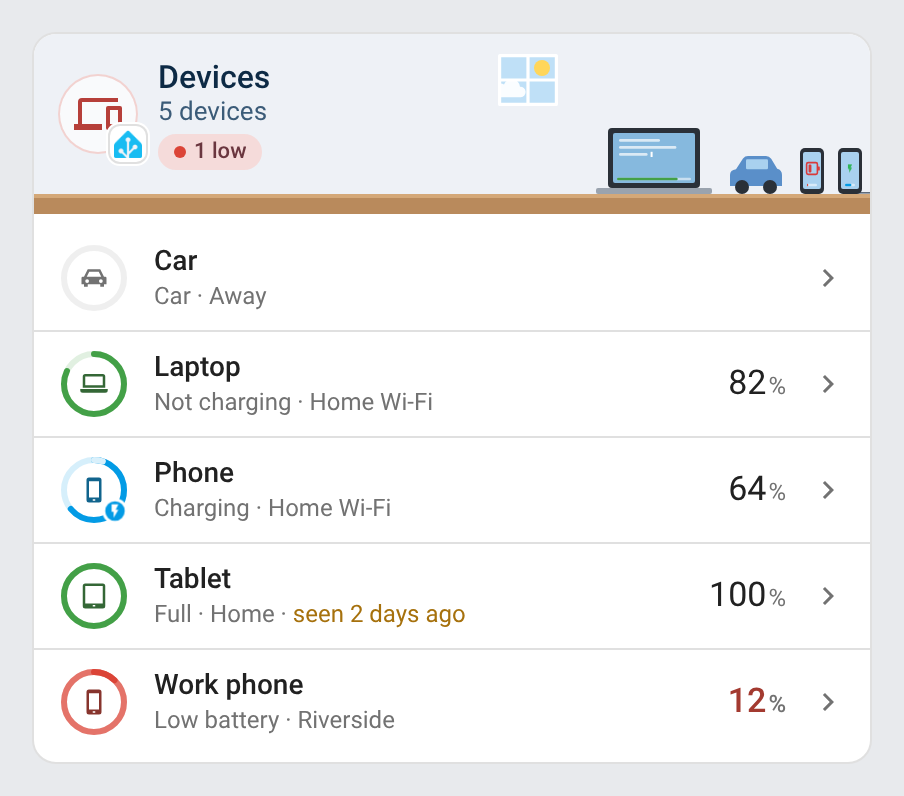 Devices
5 devices
1 low
Car
Car · Away
Laptop
Not charging · Home Wi-Fi
82%
Phone
Charging · Home Wi-Fi
64%
Tablet
Full · Home · seen 2 days ago
100%
Work phone
Low battery · Riverside
12%